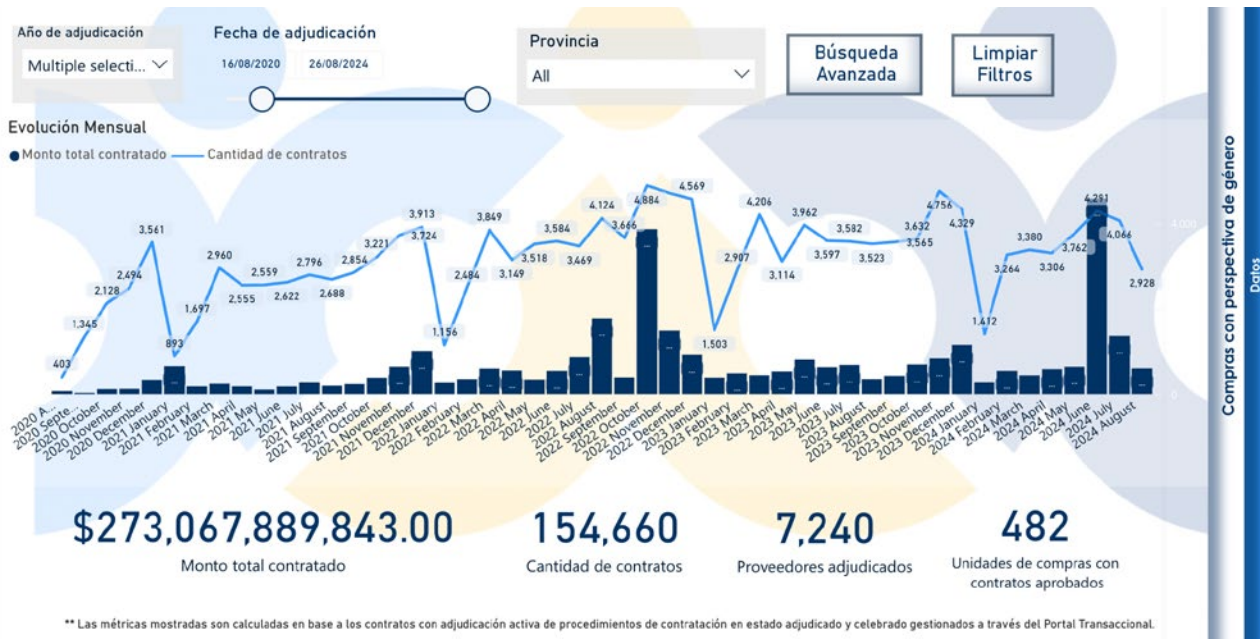 Año de adjudicación
Multiple selecti...
Fecha de adjudicación
16/08/2020
26/08/2024
Provincia
All
Búsqueda
Avanzada
Limpiar
Filtros
Evolución Mensual
Monto total contratado
Cantidad de contratos
403
1,345
2,128
2,494
3,561
893
1,697
2,960
2,555
2,559
2,622
2,796
2,688
2,854
3,221
3,913
3,724
1,156
2,484
3,849
3,149
3,518
3,584
3,469
4,124
3,666
4,884
4,569
1,503
2,907
4,206
3,114
3,962
3,597
3,582
3,523
3,632
3,565
4,756
4,329
1,412
3,264
3,380
3,306
3,762
4,291
4,066
2,928
4,000
0
2020 A...
2020 Septe...
2020 October
2020 November
2020 December
2021 January
2021 February
2021 March
2021 April
2021 May
2021 June
2021 July
2021 August
2021 September
2021 October
2021 November
2021 December
2022 January
2022 February
2022 March
2022 April
2022 May
2022 June
2022 July
2022 August
2022 September
2022 October
2022 November
2022 December
2023 January
2023 February
2023 March
2023 April
2023 May
2023 June
2023 July
2023 August
2023 September
2023 October
2023 November
2023 December
2024 January
2024 February
2024 March
2024 April
2024 May
2024 June
2024 July
2024 August
$273,067,889,843.00
Monto total contratado
154,660
Cantidad de contratos
7,240
Proveedores adjudicados
482
Unidades de compras con
contratos aprobados
** Las métricas mostradas son calculadas en base a los contratos con adjudicación activa de procedimientos de contratación en estado adjudicado y celebrado gestionados a través del Portal Transaccional.
Compras con perspectiva de género
Datos